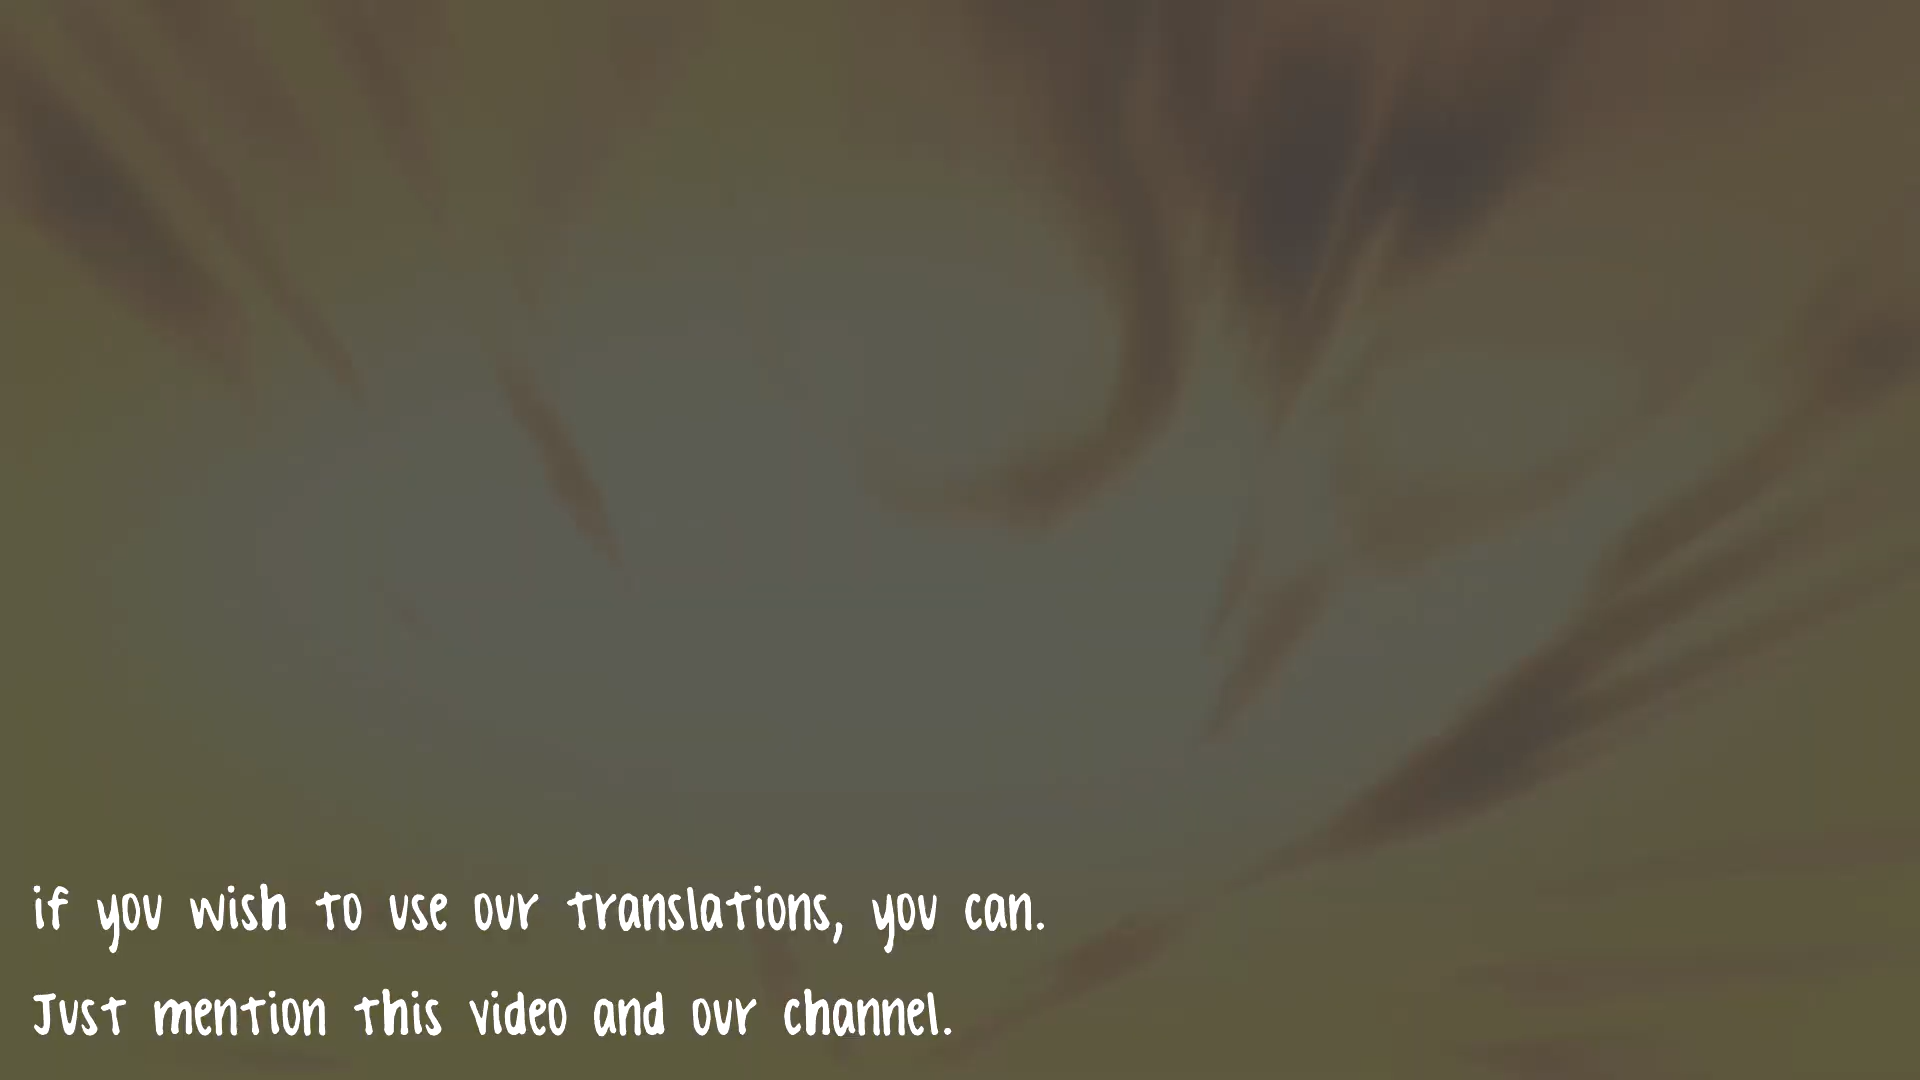 if you wish to use our translations, you can.
Just mention this video and our channel.